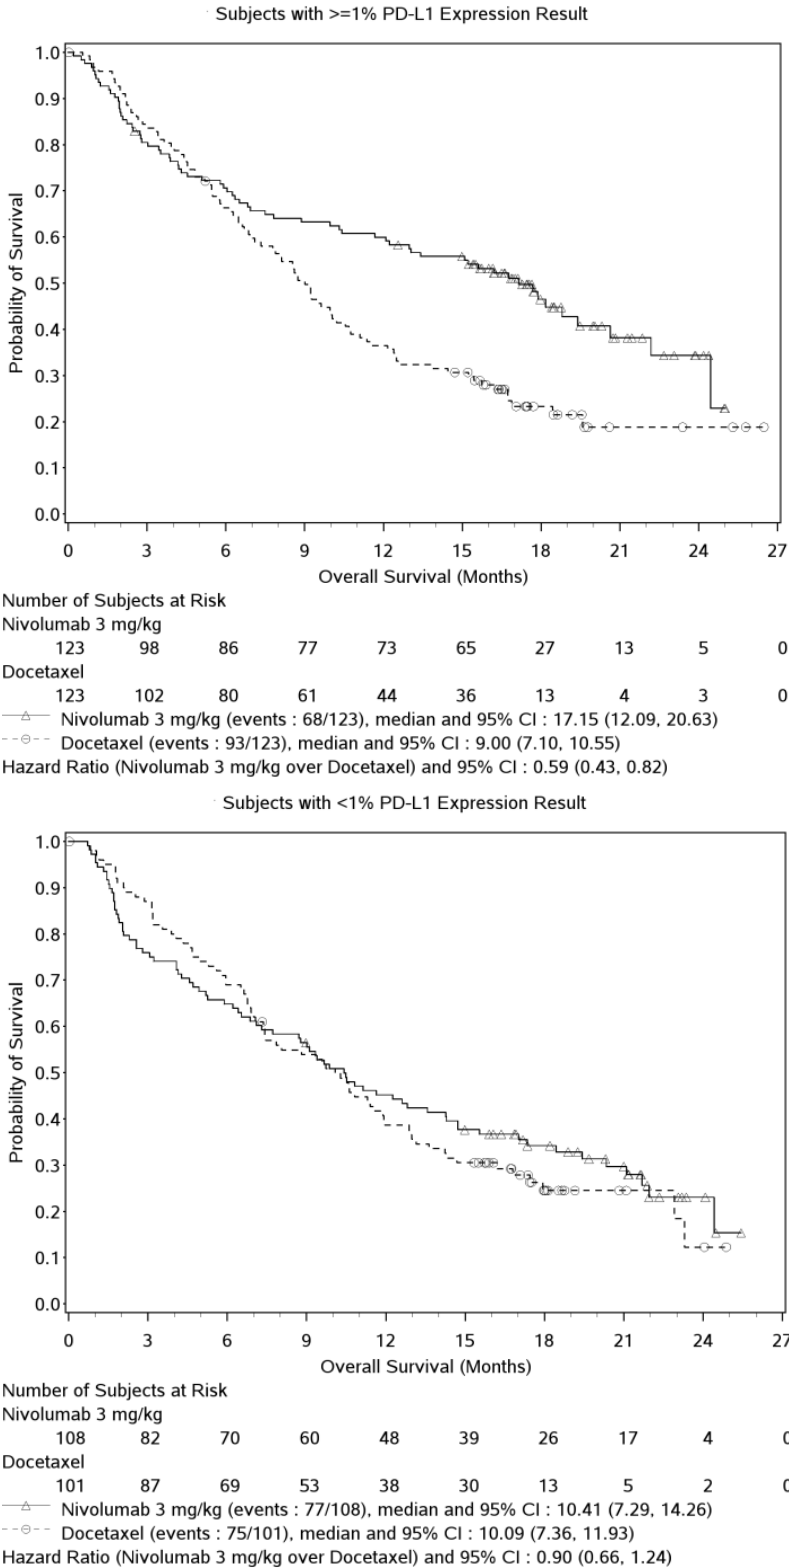 Subjects with >=1% PD-L1 Expression Result
1.0
0.9
0.8
0.7
0.6
0.5
0.4
0.3
0.2
0.1
0.0
Probability of Survival
0 3 6 9 12 15 18 21 24 27
Overall Survival (Months)
Number of Subjects at Risk
Nivolumab 3 mg/kg
123 98 86 77 73 65 27 13 5 0
Docetaxel
123 102 80 61 44 36 13 4 3 0
Nivolumab 3 mg/kg (events : 68/123), median and 95% CI : 17.15 (12.09, 20.63)
Docetaxel (events : 93/123), median and 95% CI : 9.00 (7.10, 10.55)
Hazard Ratio (Nivolumab 3 mg/kg over Docetaxel) and 95% CI : 0.59 (0.43, 0.82)
Subjects with <1% PD-L1 Expression Result
1.0
0.9
0.8
0.7
0.6
0.5
0.4
0.3
0.2
0.1
0.0
Probability of Survival
0 3 6 9 12 15 18 21 24 27
Overall Survival (Months)
Number of Subjects at Risk
Nivolumab 3 mg/kg
108 82 70 60 48 39 26 17 4 0
Docetaxel
101 87 69 53 38 30 13 5 2 0
Nivolumab 3 mg/kg (events : 77/108), median and 95% CI : 10.41 (7.29, 14.26)
Docetaxel (events : 75/101), median and 95% CI : 10.09 (7.36, 11.93)
Hazard Ratio (Nivolumab 3 mg/kg over Docetaxel) and 95% CI : 0.90 (0.66, 1.24)